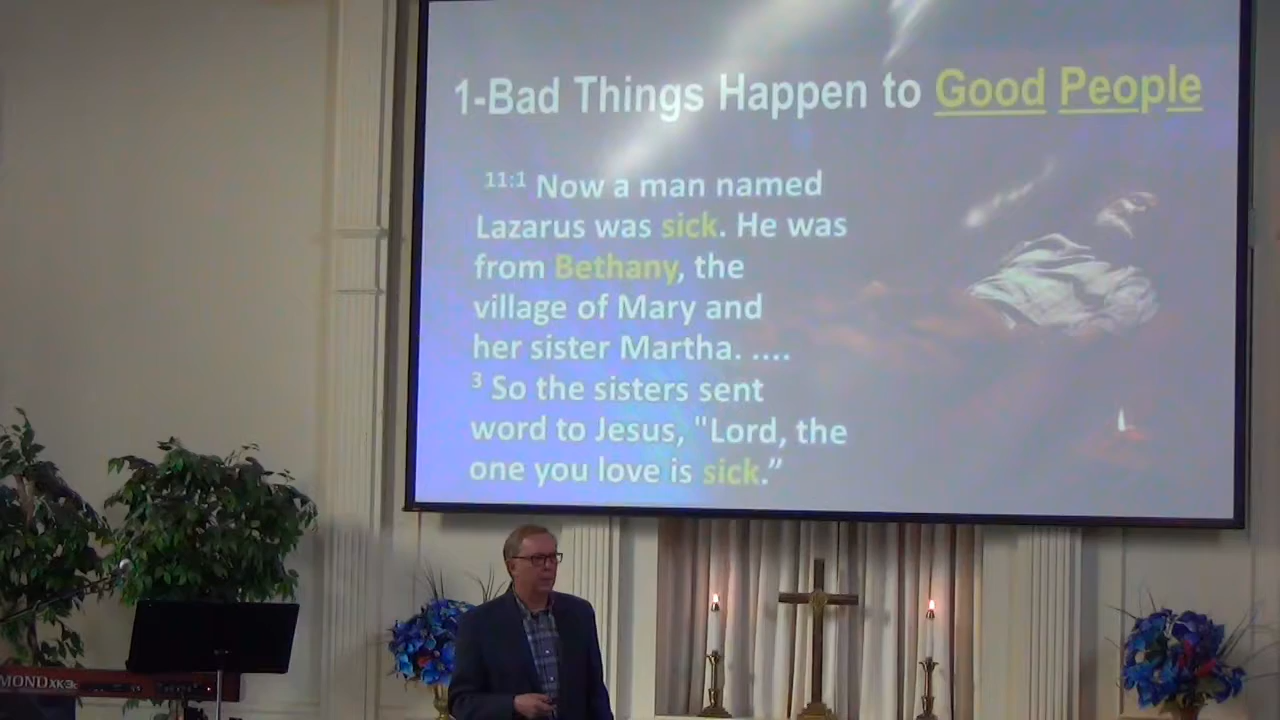 1-Bad Things Happen to Good People
11:1 Now a man named
Lazarus was sick. He was
from Bethany, the
village of Mary and
her sister Martha. ....
3 So the sisters sent
word to Jesus, "Lord, the
one you love is sick.”
MOND XK-3c